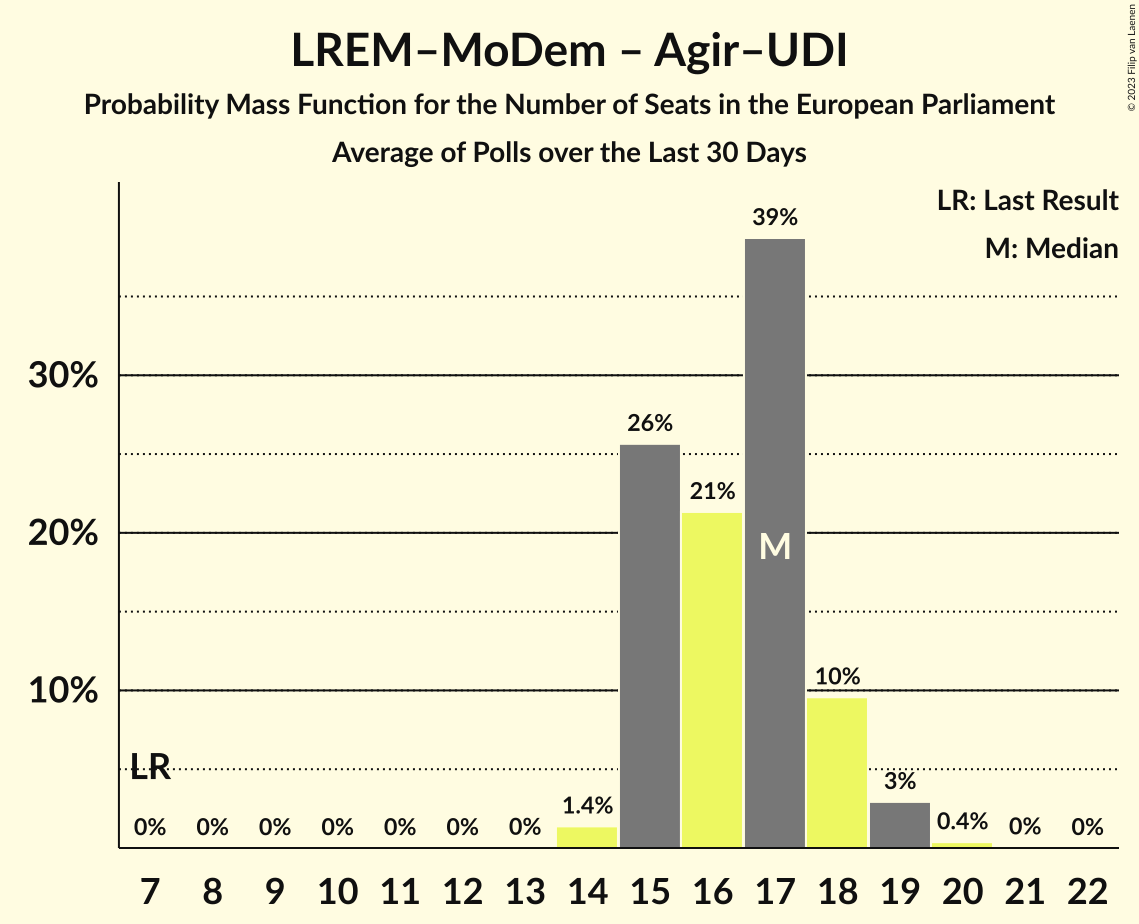 LREM–MoDem – Agir–UDI
Probability Mass Function for the Number of Seats in the European Parliament
Average of Polls over the Last 30 Days
© 2023 Filip van Laenen
LR: Last Result
M: Median
39%
30%
26%
21%
20%
M
10%
10%
LR
3%
1.4%
0.4%
0% 0% 0% 0% 0% 0% 0% 0% 0%
7 8 9 10 11 12 13 14 15 16 17 18 19 20 21 22